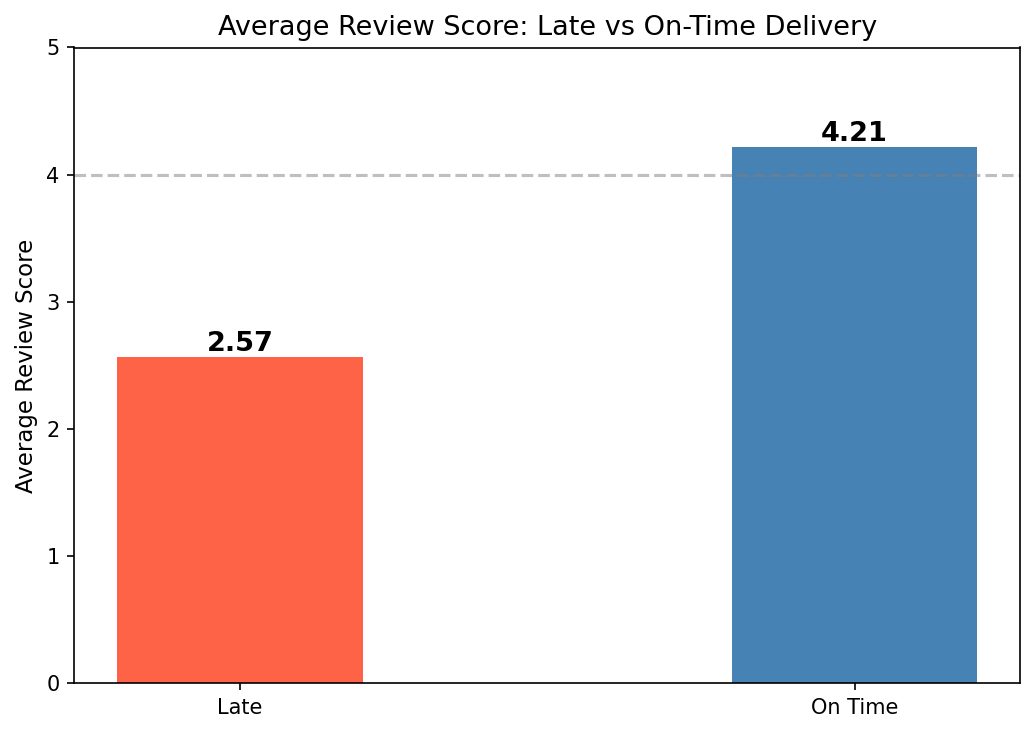 Average Review Score: Late vs On-Time Delivery
5
4
3
2
1
0
Average Review Score
2.57
4.21
Late
On Time